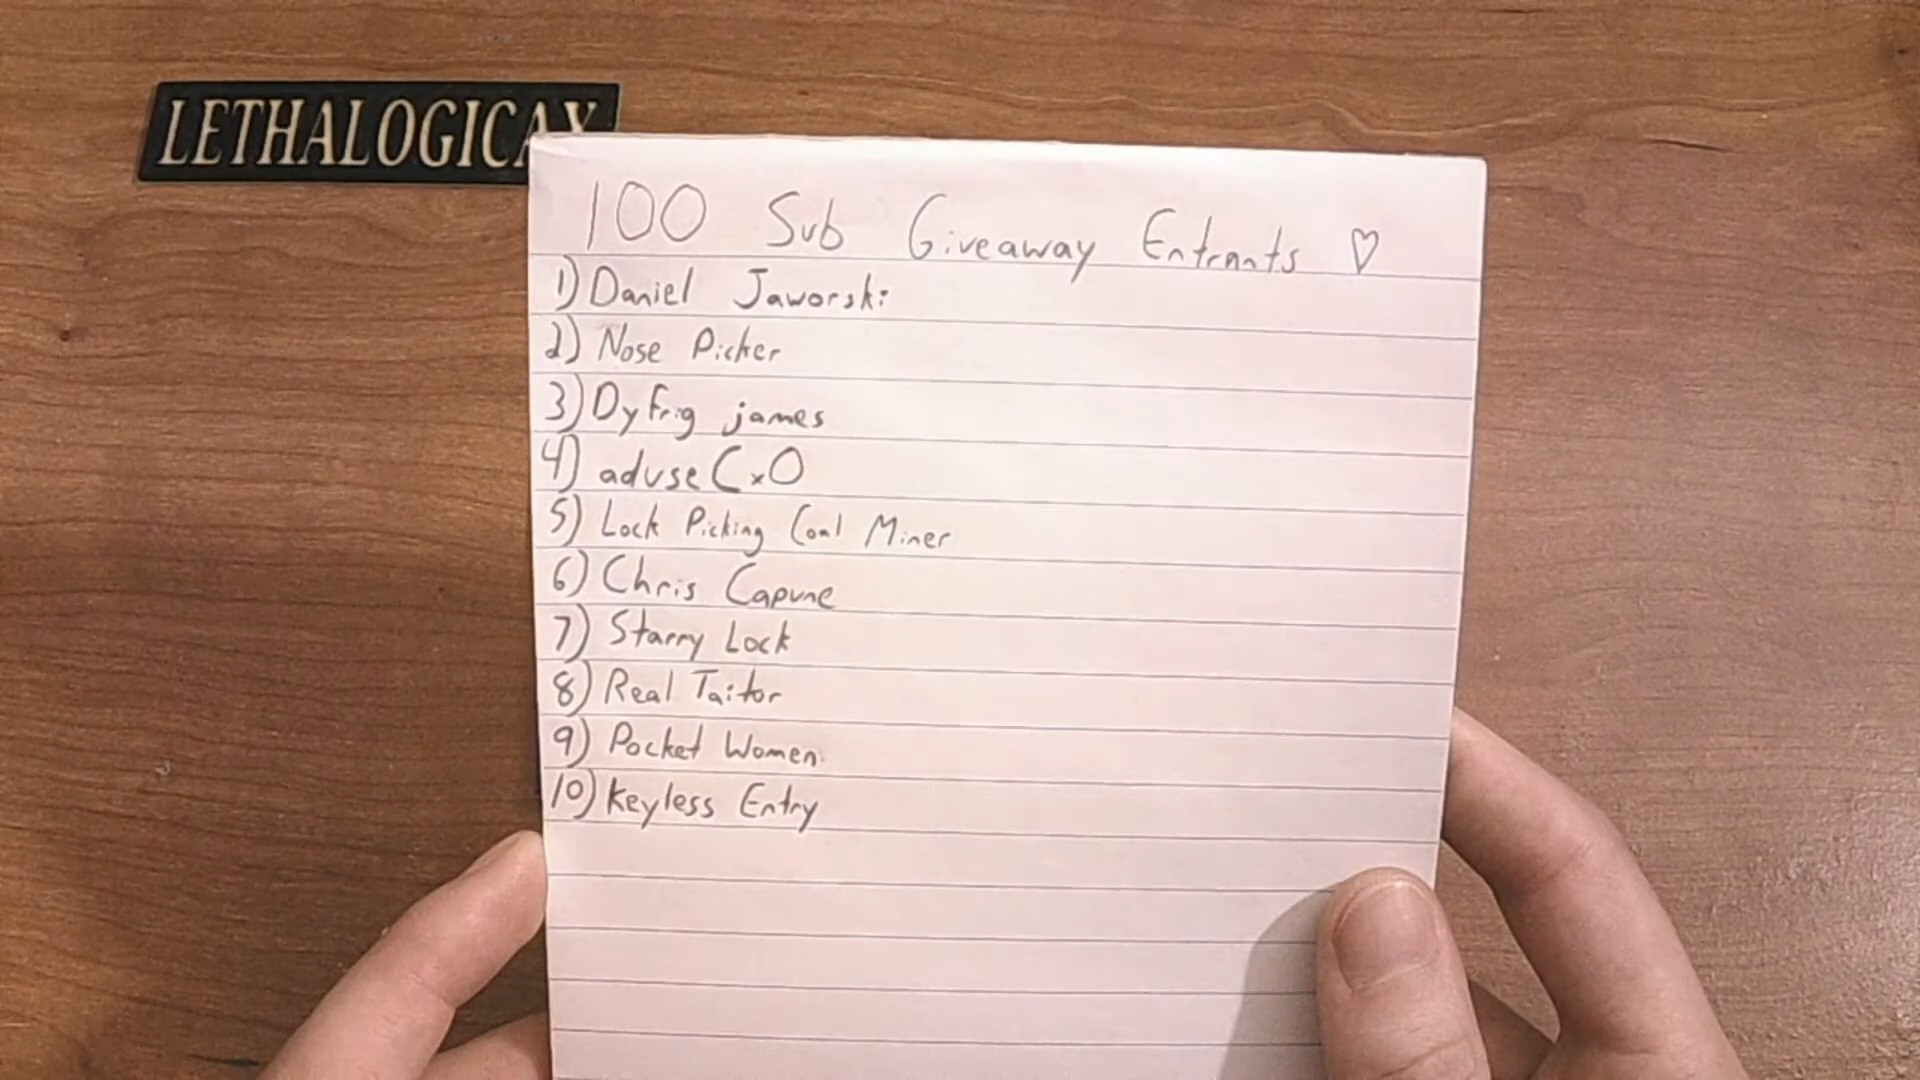 LETHALOGICAX
100 Sub Giveaway Entrants ♡
1) Daniel Jaworski
2) Nose Picker
3) Dyfrig james
4) aduseCxO
5) Lock Picking Coal Miner
6) Chris Capune
7) Starry Lock
8) Real Taitor
9) Pocket Women
10) Keyless Entry